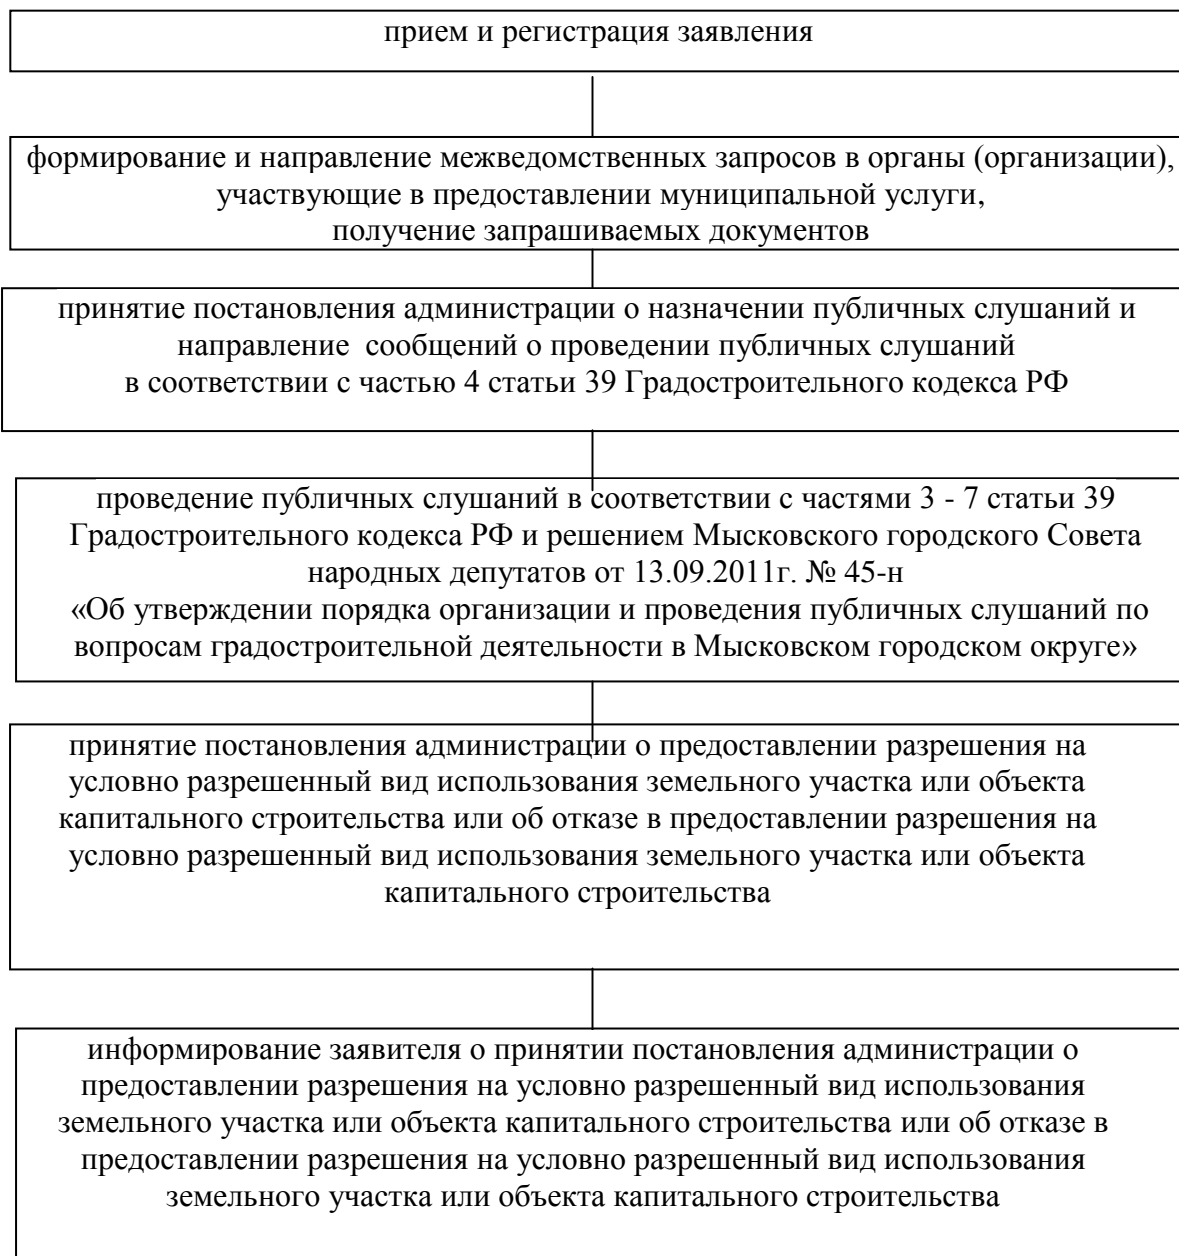 прием и регистрация заявления
формирование и направление межведомственных запросов в органы (организации),
участвующие в предоставлении муниципальной услуги,
получение запрашиваемых документов
принятие постановления администрации о назначении публичных слушаний и
направление сообщений о проведении публичных слушаний
в соответствии с частью 4 статьи 39 Градостроительного кодекса РФ
проведение публичных слушаний в соответствии с частями 3 - 7 статьи 39
Градостроительного кодекса РФ и решением Мысковского городского Совета
народных депутатов от 13.09.2011г. № 45-н
«Об утверждении порядка организации и проведения публичных слушаний по
вопросам градостроительной деятельности в Мысковском городском округе»
принятие постановления администрации о предоставлении разрешения на
условно разрешенный вид использования земельного участка или объекта
капитального строительства или об отказе в предоставлении разрешения на
условно разрешенный вид использования земельного участка или объекта
капитального строительства
информирование заявителя о принятии постановления администрации о
предоставлении разрешения на условно разрешенный вид использования
земельного участка или объекта капитального строительства или об отказе в
предоставлении разрешения на условно разрешенный вид использования
земельного участка или объекта капитального строительства